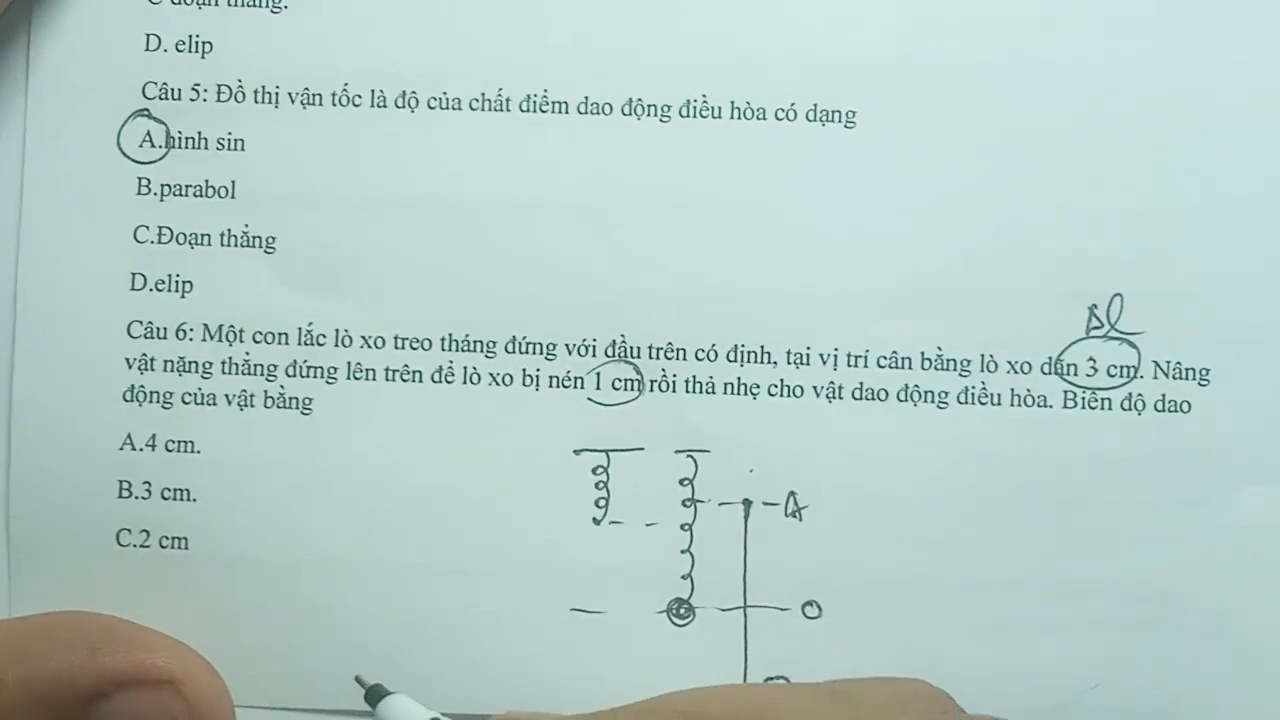 C đoạn thẳng.
D. elip
Câu 5: Đồ thị vận tốc là độ của chất điểm dao động điều hòa có dạng
A.hình sin
B.parabol
C.Đoạn thẳng
D.elip
Δl
Câu 6: Một con lắc lò xo treo tháng đứng với đầu trên có định, tại vị trí cân bằng lò xo dãn 3 cm. Nâng
vật nặng thẳng đứng lên trên để lò xo bị nén 1 cm rồi thả nhẹ cho vật dao động điều hòa. Biên độ dao
động của vật bằng
A.4 cm.
B.3 cm.
C.2 cm
-A
O